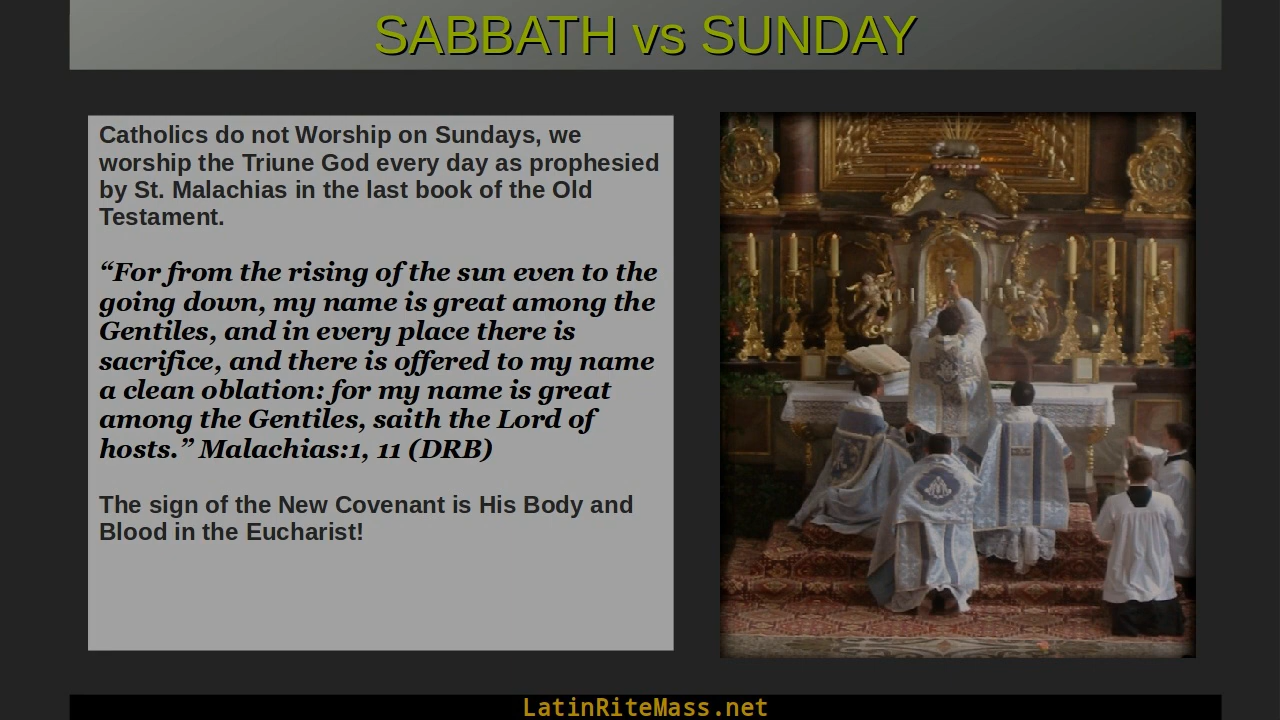 SABBATH vs SUNDAY
Catholics do not Worship on Sundays, we
worship the Triune God every day as prophesied
by St. Malachias in the last book of the Old
Testament.
“For from the rising of the sun even to the
going down, my name is great among the
Gentiles, and in every place there is
sacrifice, and there is offered to my name
a clean oblation: for my name is great
among the Gentiles, saith the Lord of
hosts.” Malachias:1, 11 (DRB)
The sign of the New Covenant is His Body and
Blood in the Eucharist!
LatinRiteMass.net